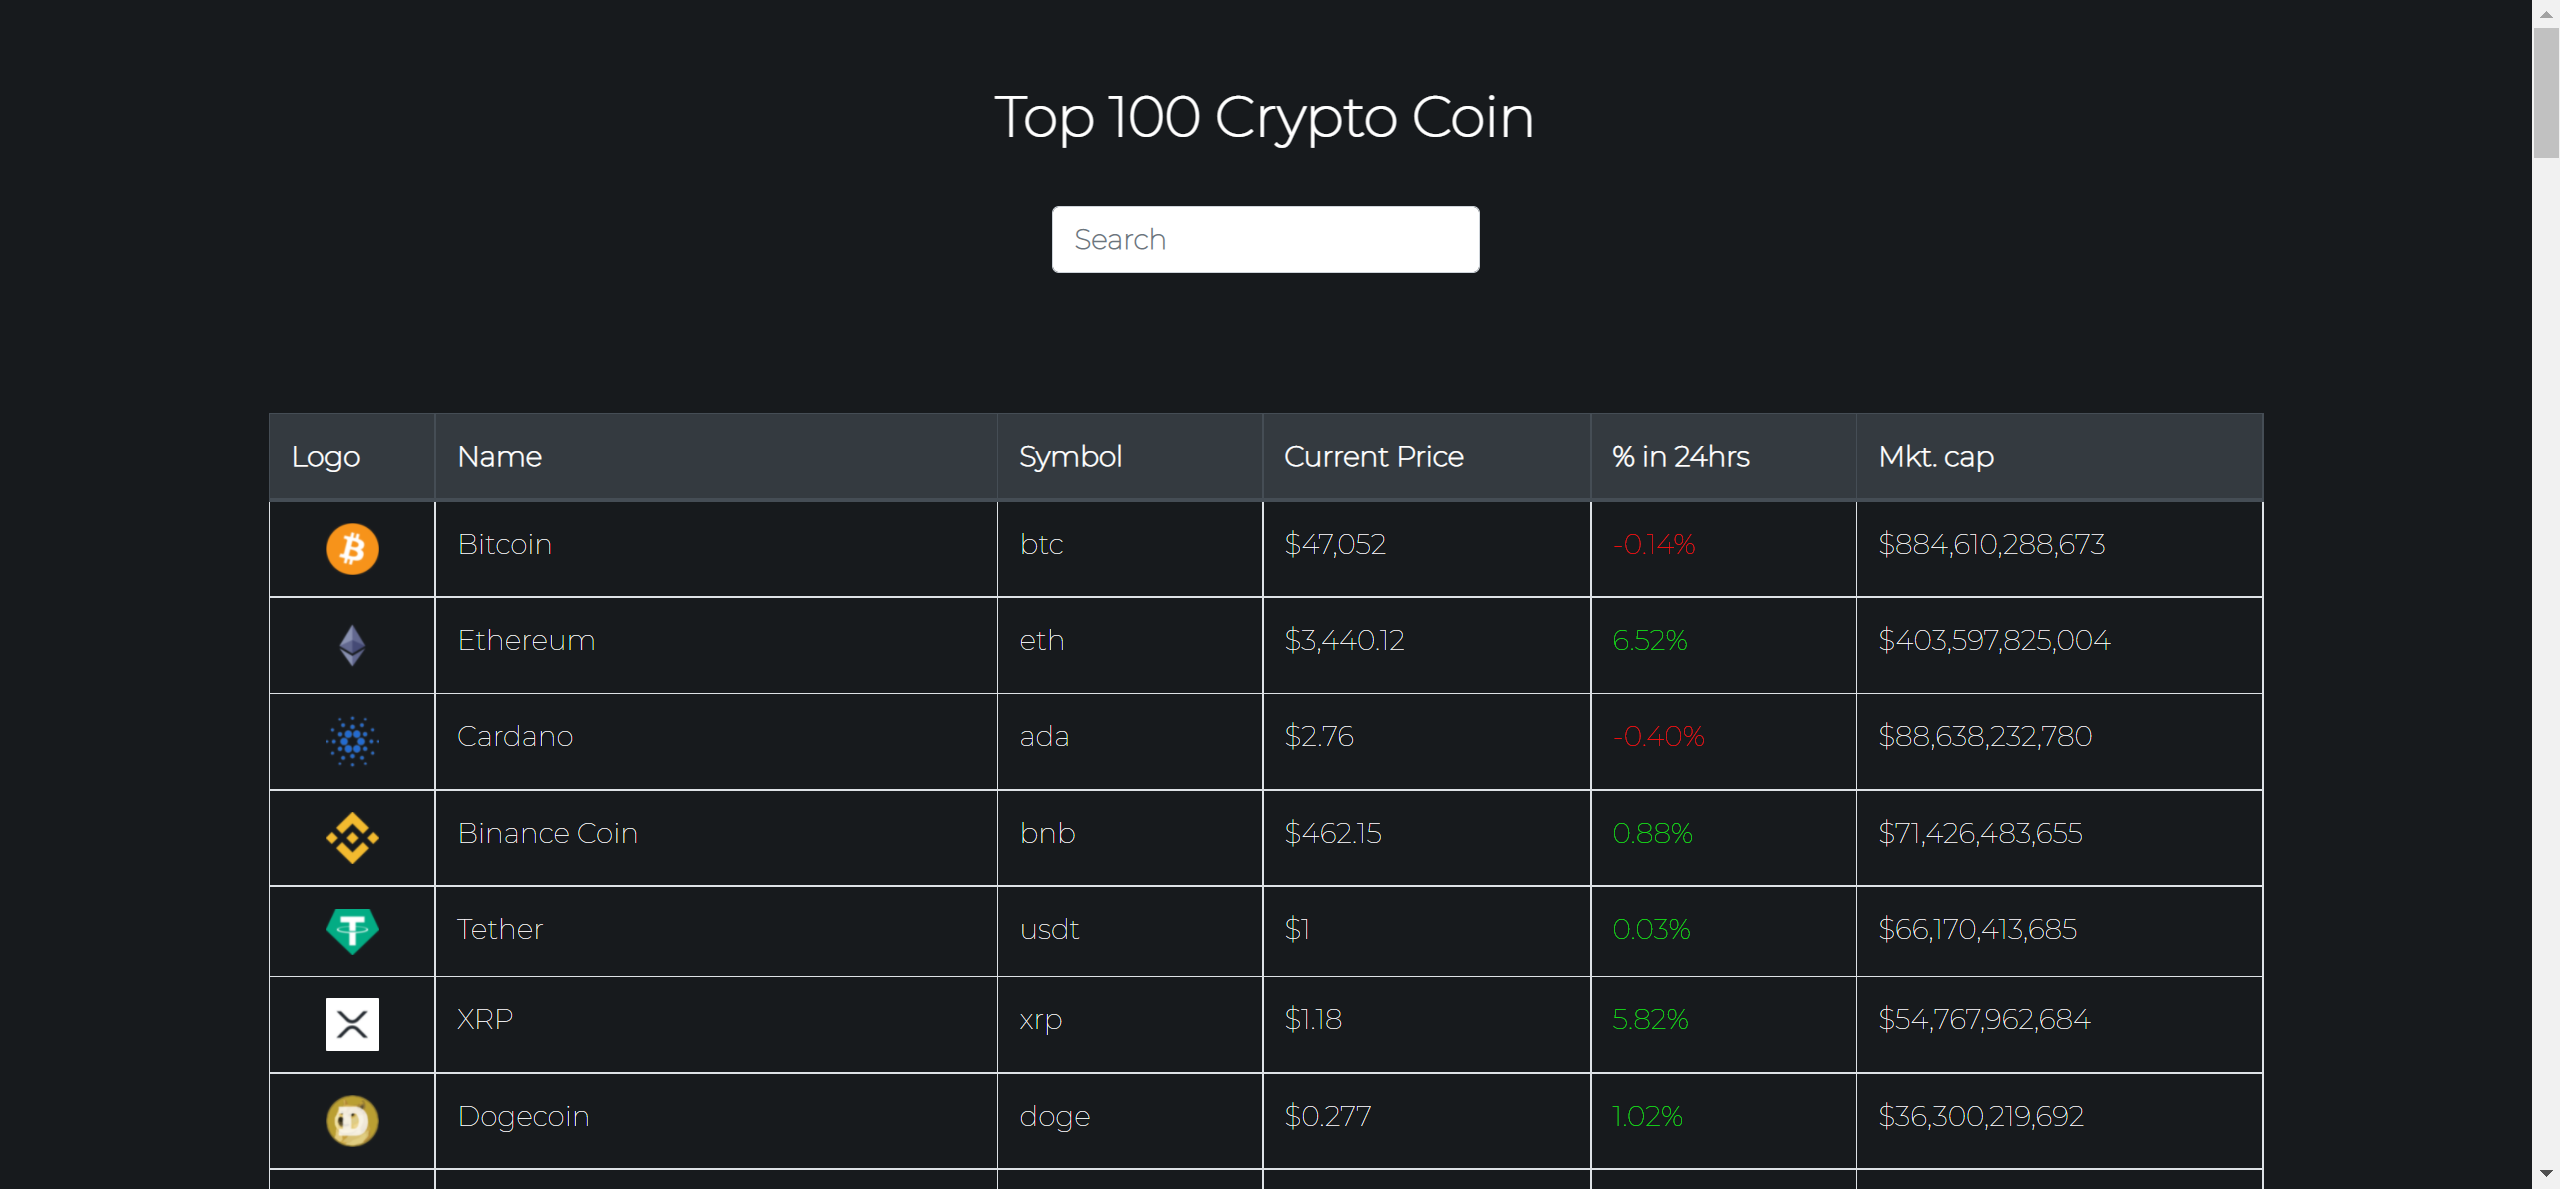 Top 100 Crypto Coin
Search
Logo Name Symbol Current Price % in 24hrs Mkt. cap
Bitcoin btc $47,052 -0.14% $884,610,288,673
Ethereum eth $3,440.12 6.52% $403,597,825,004
Cardano ada $2.76 -0.40% $88,638,232,780
Binance Coin bnb $462.15 0.88% $71,426,483,655
Tether usdt $1 0.03% $66,170,413,685
XRP xrp $1.18 5.82% $54,767,962,684
Dogecoin doge $0.277 1.02% $36,300,219,692